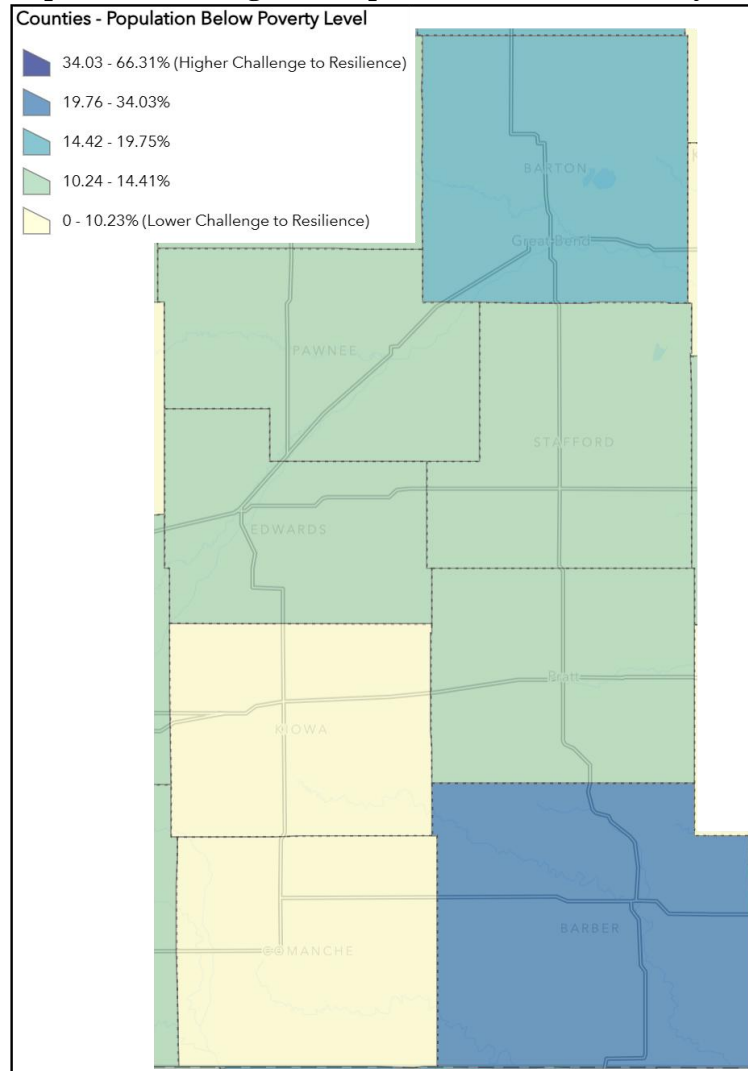 Counties - Population Below Poverty Level
34.03 - 66.31% (Higher Challenge to Resilience)
19.76 - 34.03%
14.42 - 19.75%
10.24 - 14.41%
0 - 10.23% (Lower Challenge to Resilience)
BARTON
Great Bend
PAWNEE
STAFFORD
EDWARDS
Pratt
KIOWA
BARBER
COMANCHE